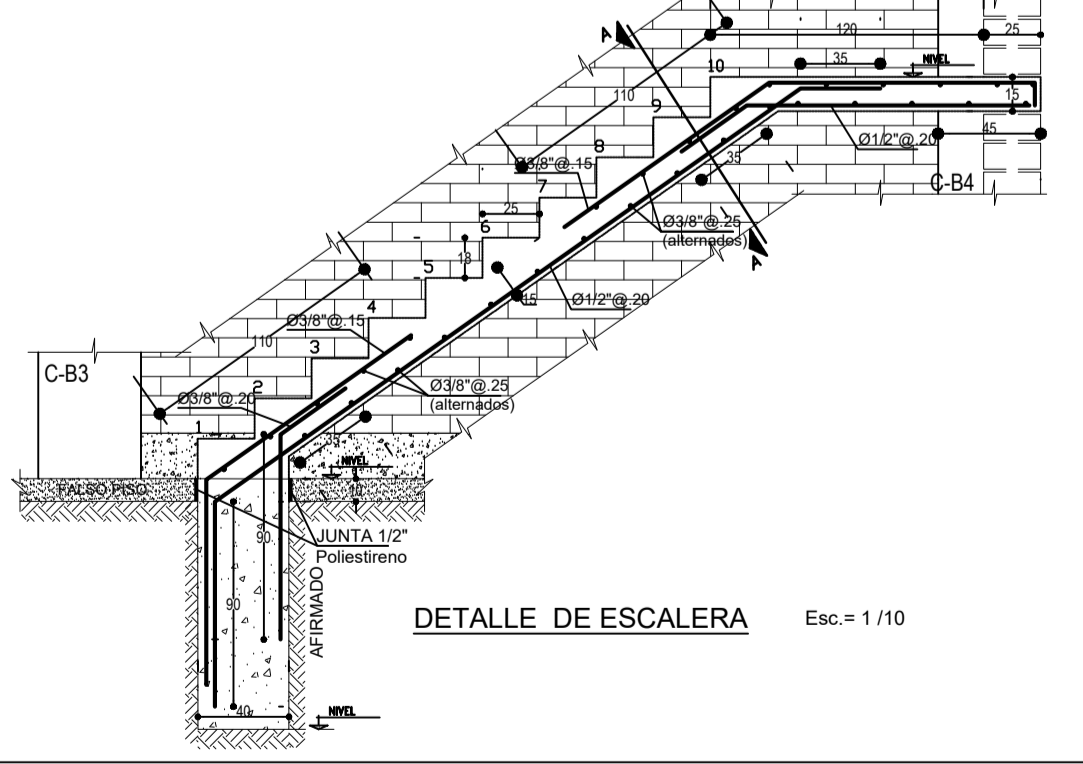 A
120
25
NIVEL
35
10
15
110
9
45
Ø1/2"@.20
8
Ø3/8"@.15
35
C-B4
7
25
6
Ø3/8"@.25
(alternados)
A
18
5
15
Ø1/2"@.20
4
Ø3/8"@.15
110
3
C-B3
2
Ø3/8"@.20
Ø3/8"@.25
(alternados)
1
35
NIVEL
FALSO PISO
10
90
JUNTA 1/2"
Poliestireno
90
AFIRMADO
DETALLE DE ESCALERA
Esc.= 1 /10
40
NIVEL